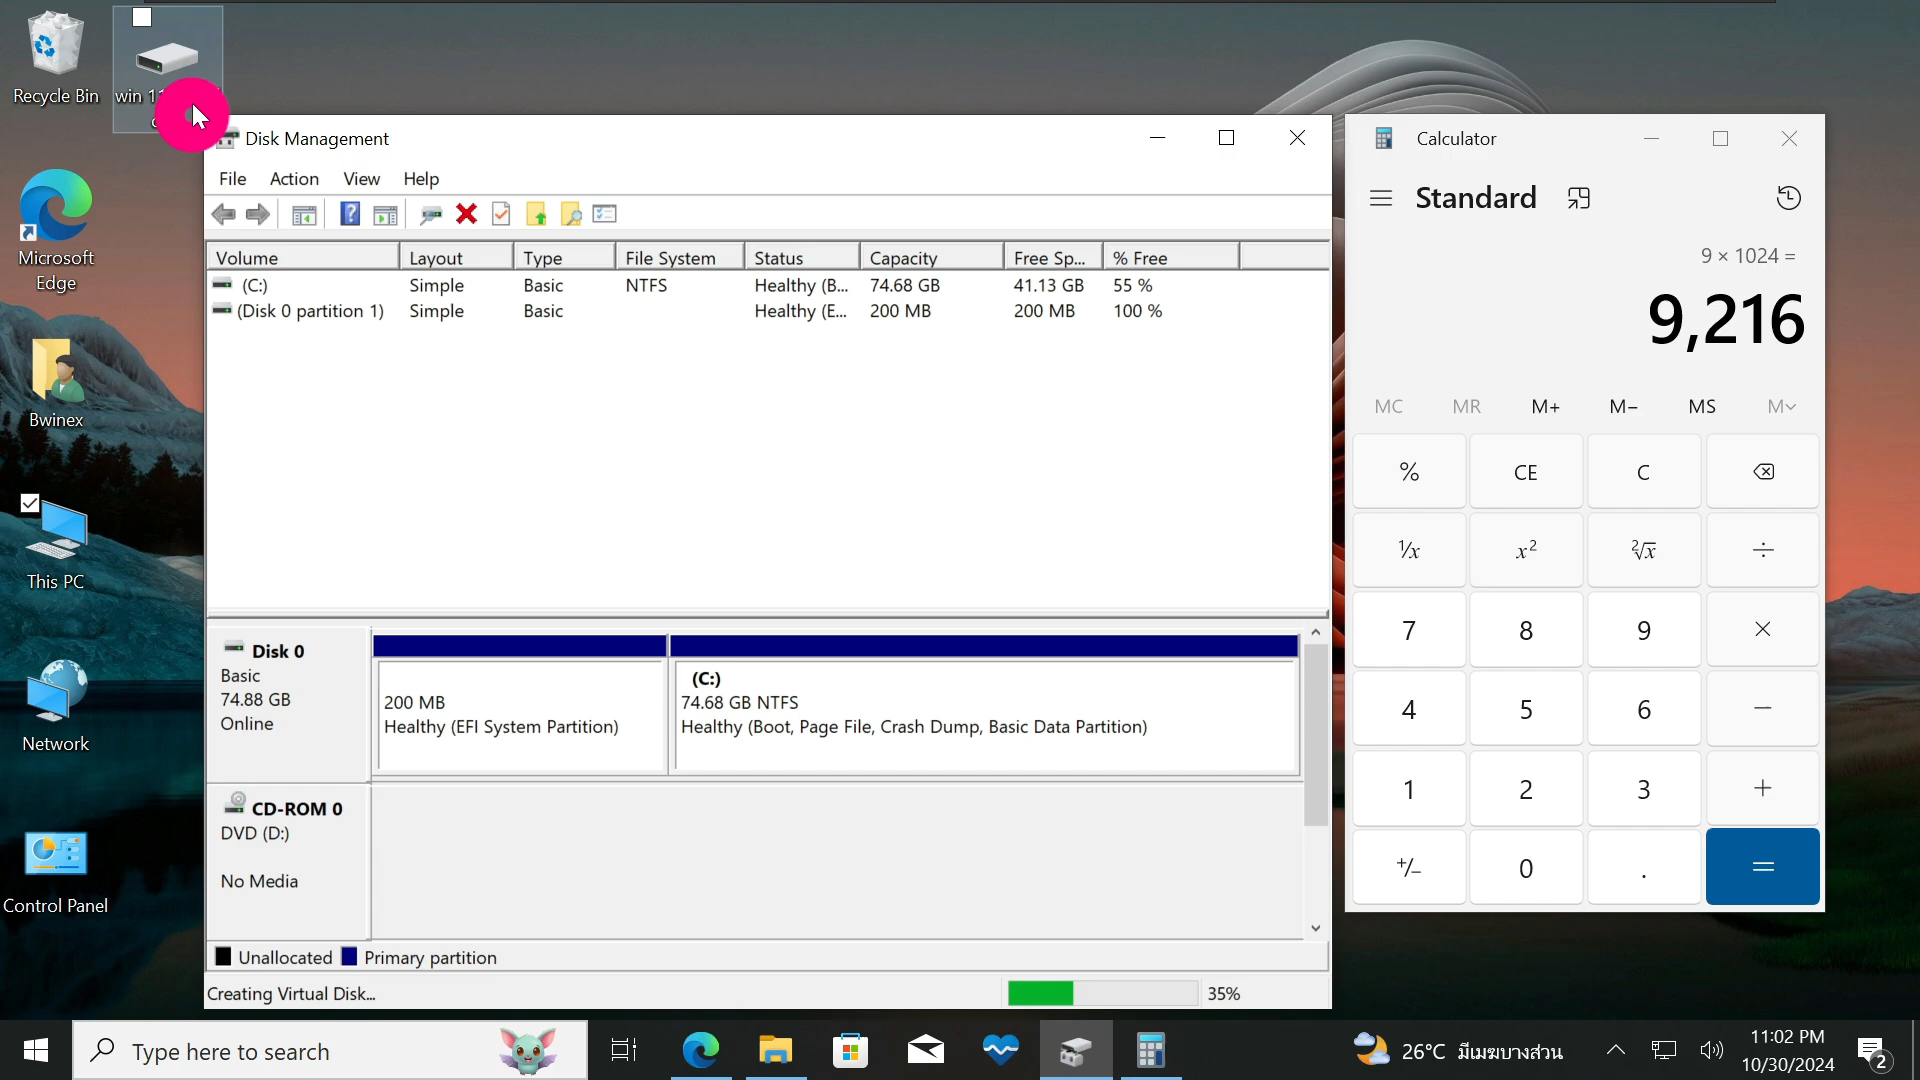 Recycle Bin
win 11
Microsoft
Edge
Bwinex
This PC
Network
Control Panel
Disk Management
File Action View Help
Volume Layout Type File System Status Capacity Free Sp... % Free
(C:) Simple Basic NTFS Healthy (B... 74.68 GB 41.13 GB 55 %
(Disk 0 partition 1) Simple Basic Healthy (E... 200 MB 200 MB 100 %
Disk 0
Basic
74.88 GB
Online
200 MB
Healthy (EFI System Partition)
(C:)
74.68 GB NTFS
Healthy (Boot, Page File, Crash Dump, Basic Data Partition)
CD-ROM 0
DVD (D:)
No Media
Unallocated Primary partition
Creating Virtual Disk... 35%
Calculator
Standard
9 × 1024 =
9,216
MC MR M+ M− MS M
% CE C
1/x x² ²√x ÷
7 8 9 ×
4 5 6 −
1 2 3 +
+/− 0 . =
Type here to search
26°C มีเมฆบางส่วน
11:02 PM
10/30/2024
2